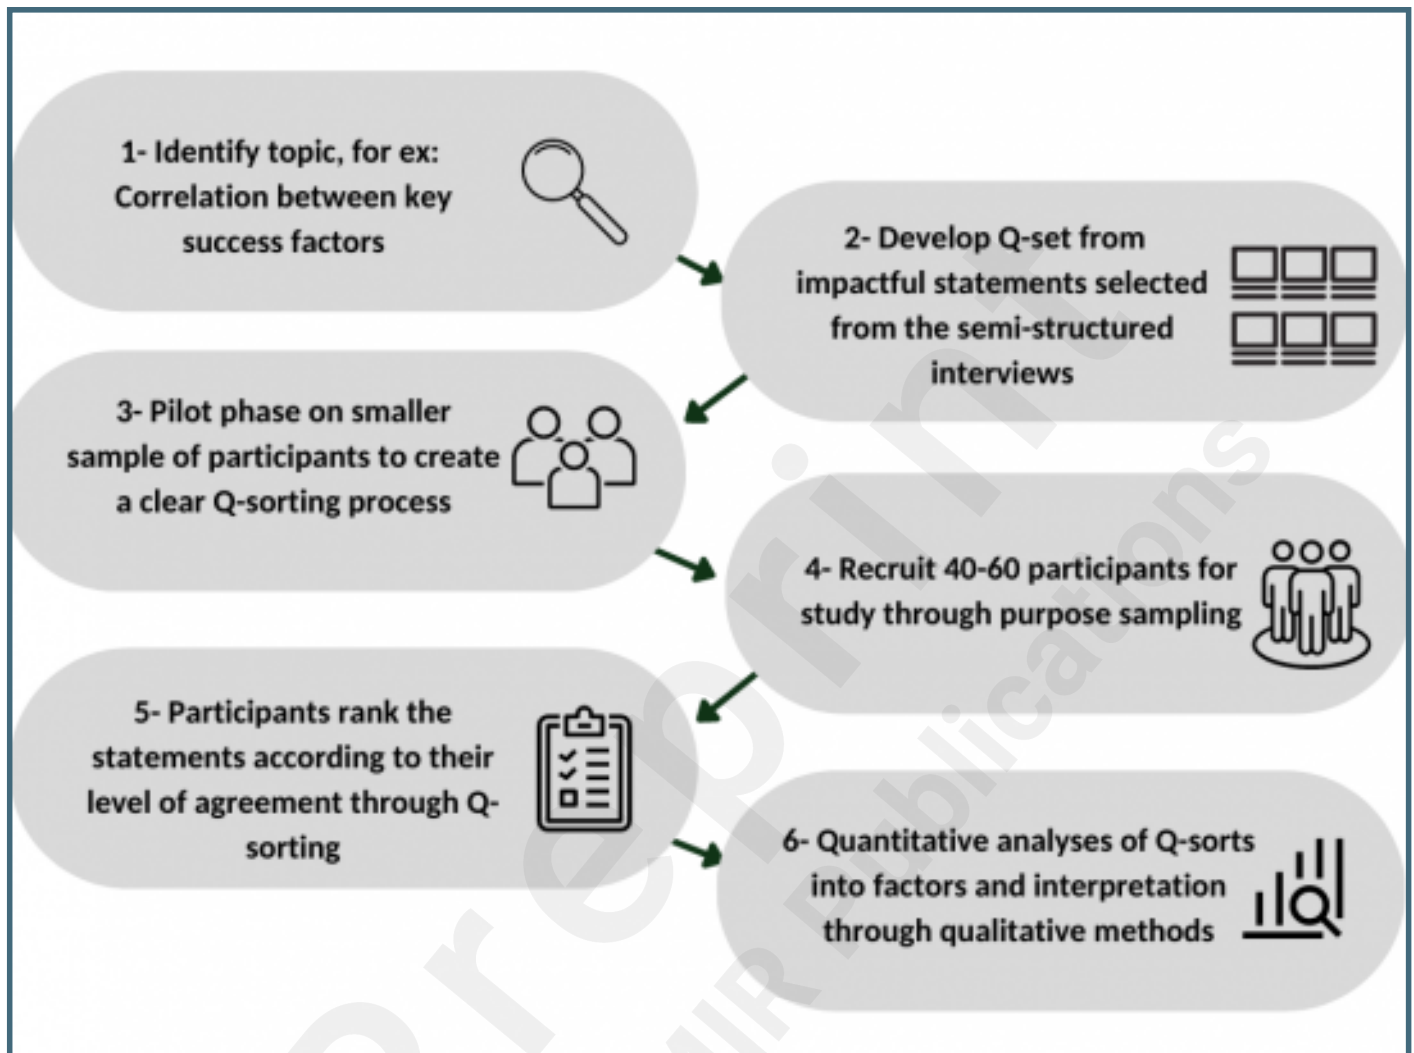 1- Identify topic, for ex:
Correlation between key
success factors
2- Develop Q-set from
impactful statements selected
from the semi-structured
interviews
3- Pilot phase on smaller
sample of participants to create
a clear Q-sorting process
4- Recruit 40-60 participants for
study through purpose sampling
5- Participants rank the
statements according to their
level of agreement through Q-
sorting
6- Quantitative analyses of Q-sorts
into factors and interpretation
through qualitative methods
Preprint
Publications